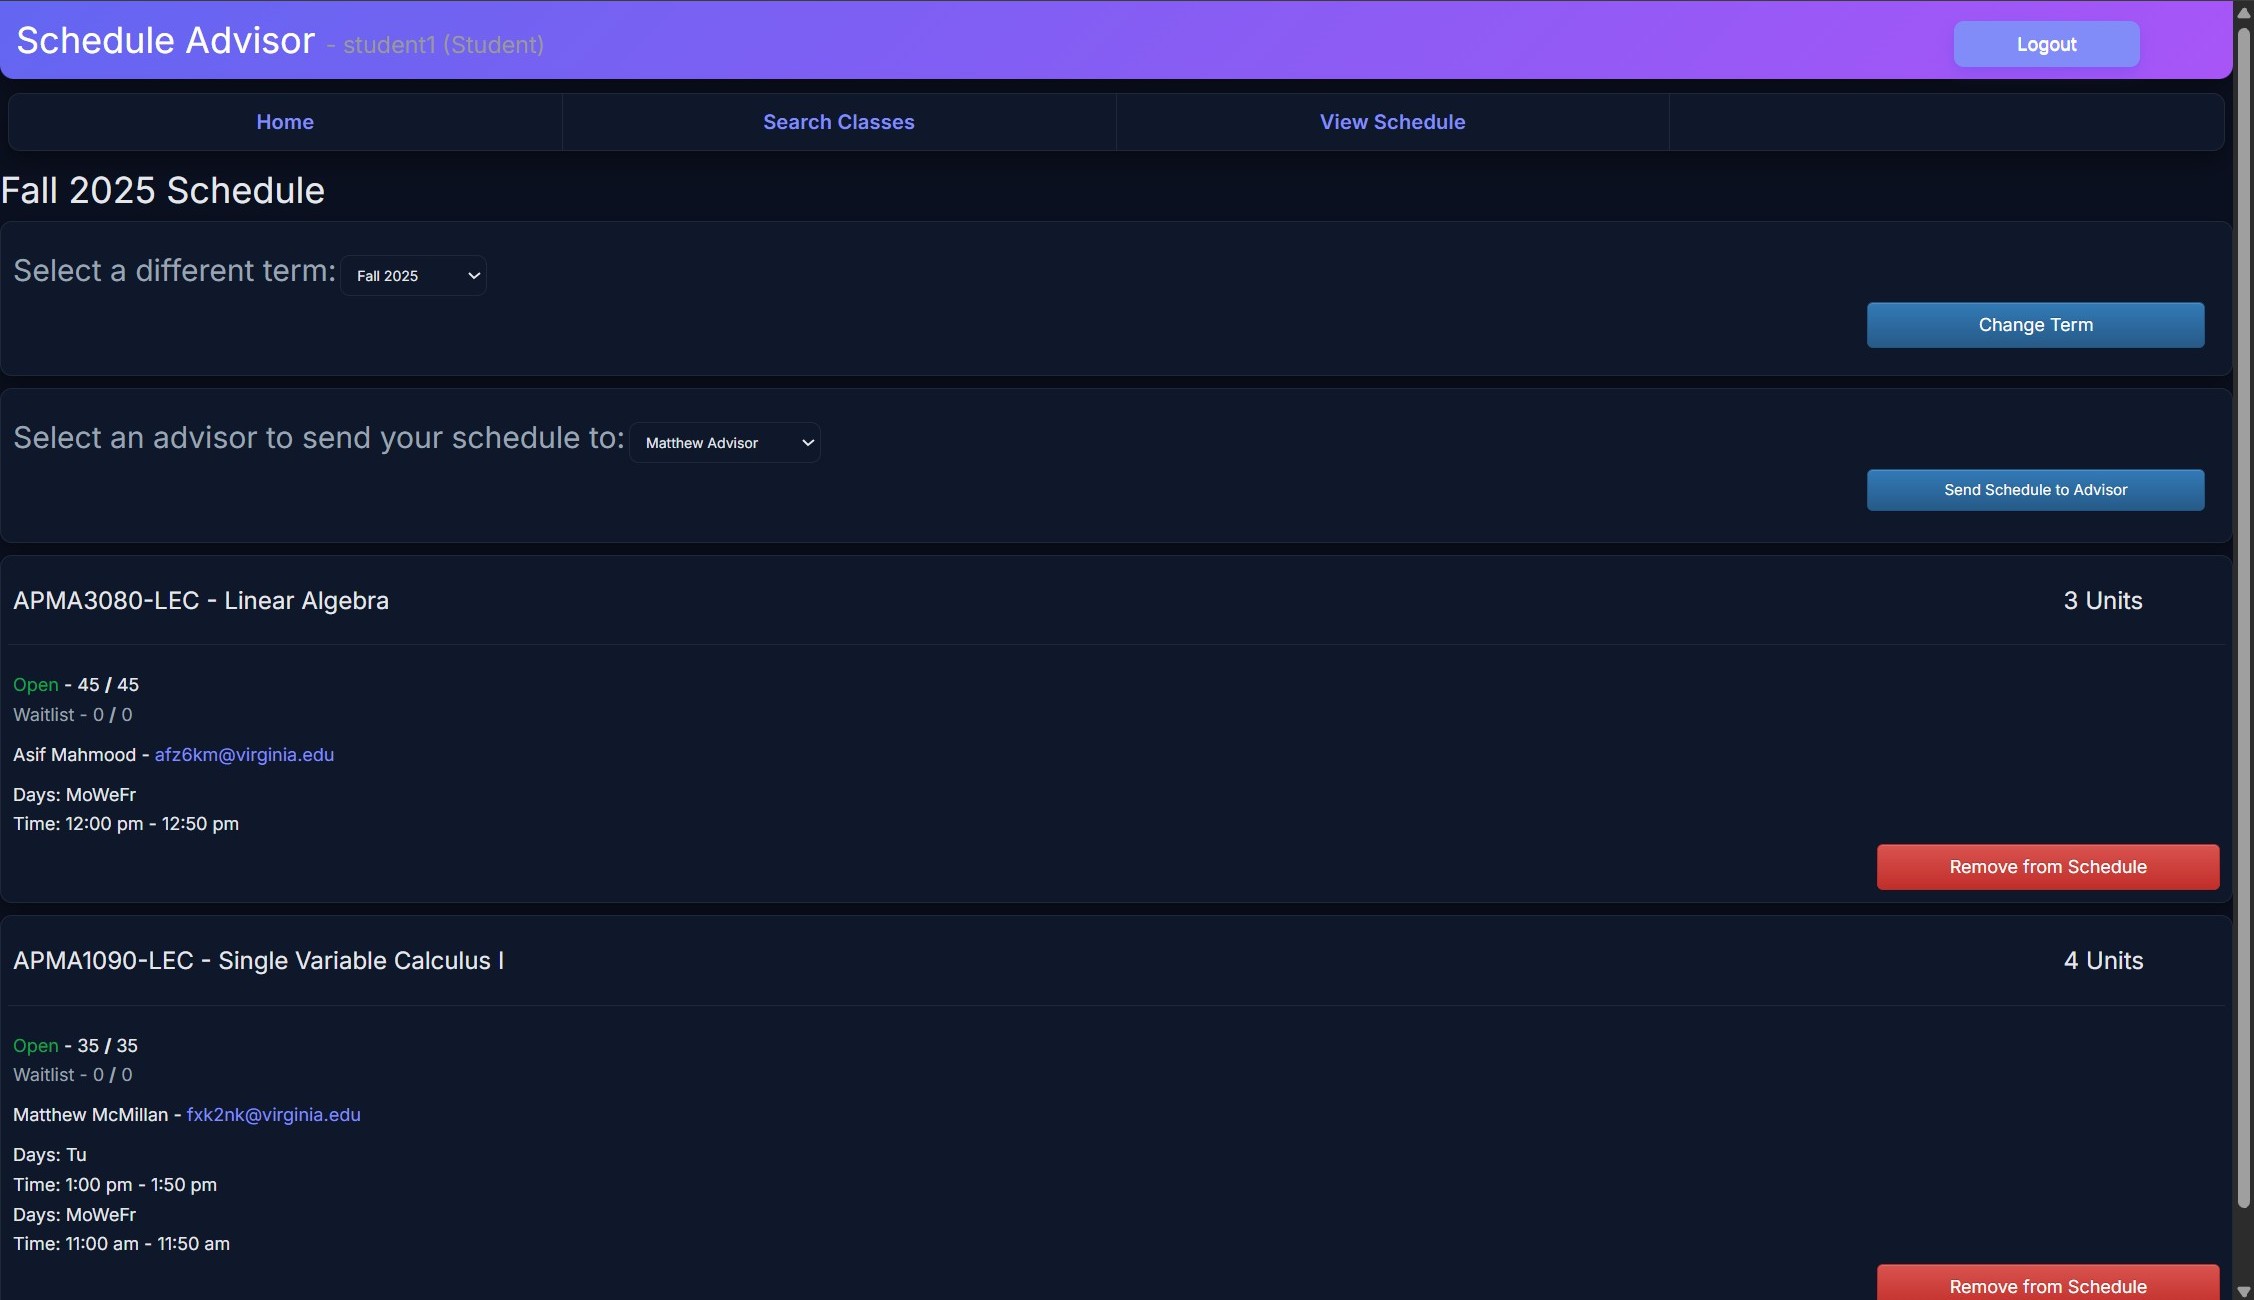 Schedule Advisor - student1 (Student)
Logout
Home
Search Classes
View Schedule
Fall 2025 Schedule
Select a different term: Fall 2025
Change Term
Select an advisor to send your schedule to: Matthew Advisor
Send Schedule to Advisor
APMA3080-LEC - Linear Algebra
3 Units
Open - 45 / 45
Waitlist - 0 / 0
Asif Mahmood - afz6km@virginia.edu
Days: MoWeFr
Time: 12:00 pm - 12:50 pm
Remove from Schedule
APMA1090-LEC - Single Variable Calculus I
4 Units
Open - 35 / 35
Waitlist - 0 / 0
Matthew McMillan - fxk2nk@virginia.edu
Days: Tu
Time: 1:00 pm - 1:50 pm
Days: MoWeFr
Time: 11:00 am - 11:50 am
Remove from Schedule